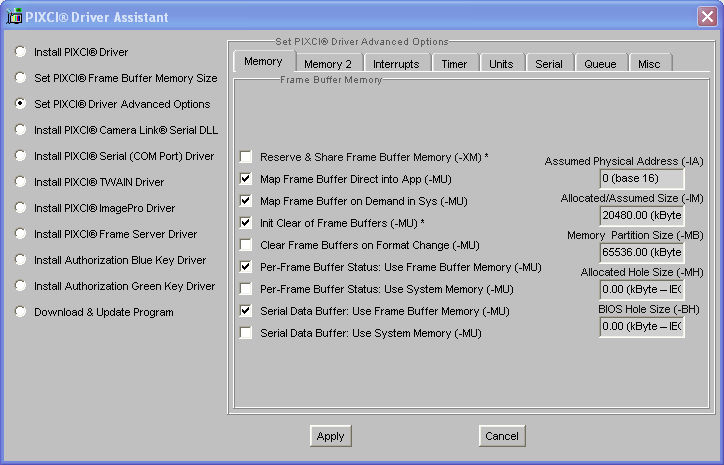 PIXCI® Driver Assistant
Install PIXCI® Driver
Set PIXCI® Frame Buffer Memory Size
Set PIXCI® Driver Advanced Options
Install PIXCI® Camera Link® Serial DLL
Install PIXCI® Serial (COM Port) Driver
Install PIXCI® TWAIN Driver
Install PIXCI® ImagePro Driver
Install PIXCI® Frame Server Driver
Install Authorization Blue Key Driver
Install Authorization Green Key Driver
Download & Update Program
Set PIXCI® Driver Advanced Options
Memory Memory 2 Interrupts Timer Units Serial Queue Misc
Frame Buffer Memory
Reserve & Share Frame Buffer Memory (-XM) *
Map Frame Buffer Direct into App (-MU)
Map Frame Buffer on Demand in Sys (-MU)
Init Clear of Frame Buffers (-MU) *
Clear Frame Buffers on Format Change (-MU)
Per-Frame Buffer Status: Use Frame Buffer Memory (-MU)
Per-Frame Buffer Status: Use System Memory (-MU)
Serial Data Buffer: Use Frame Buffer Memory (-MU)
Serial Data Buffer: Use System Memory (-MU)
Assumed Physical Address (-IA)
0 (base 16)
Allocated/Assumed Size (-IM)
20480.00 (kByte
Memory Partition Size (-MB)
65536.00 (kByte
Allocated Hole Size (-MH)
0.00 (kByte – IEC
BIOS Hole Size (-BH)
0.00 (kByte – IEC
Apply Cancel